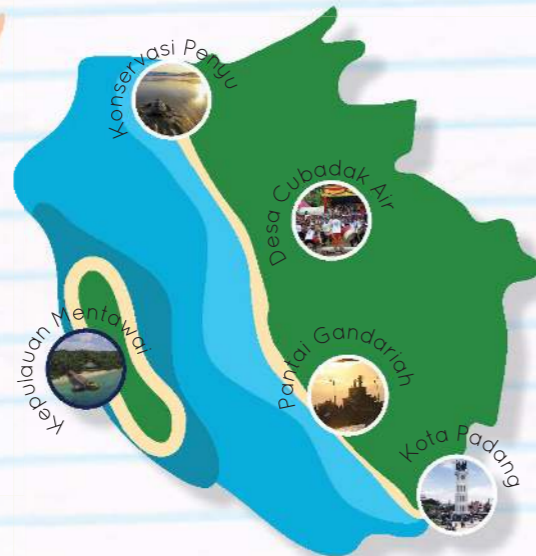 Konservasi Penyu
Desa Cubadak Air
Kepulauan Mentawai
Pantai Gandariah
Kota Padang